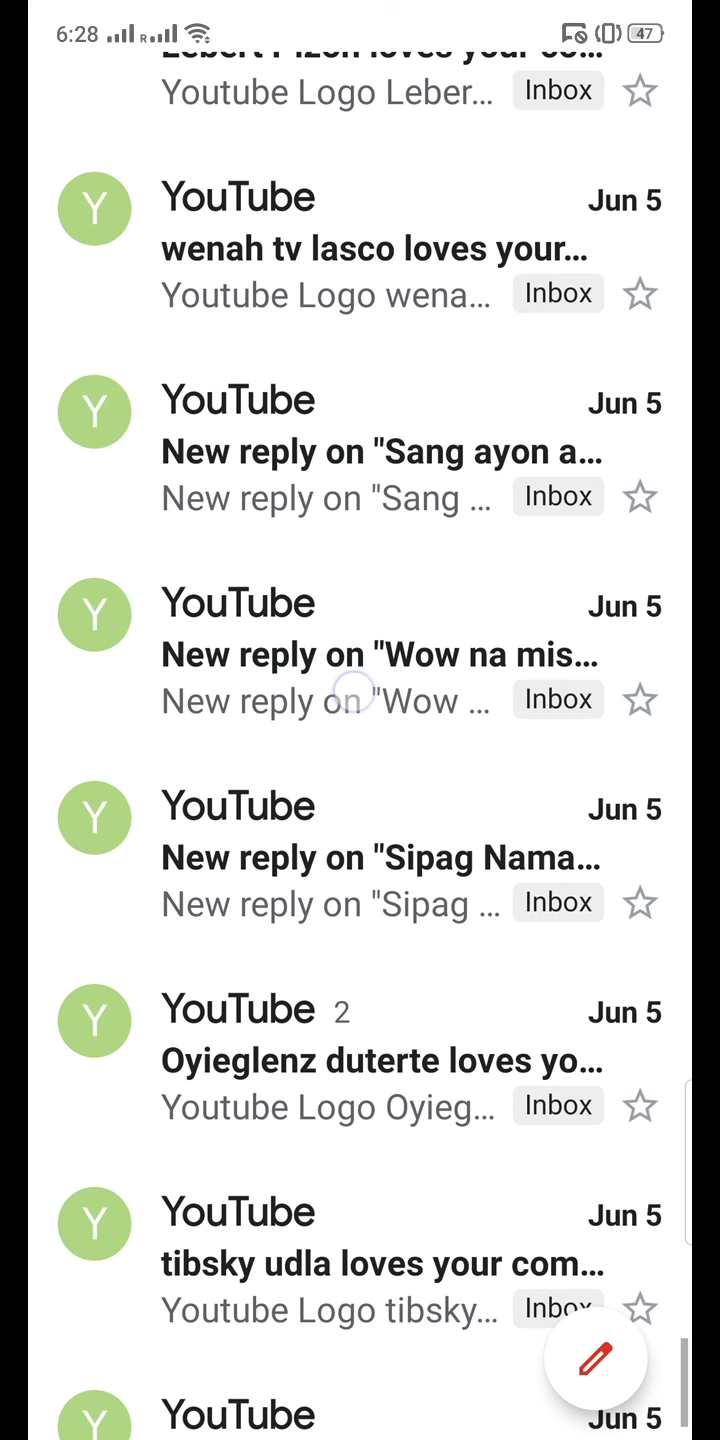 6:28 R 47
Youtube Logo Leber... Inbox
Y YouTube Jun 5
wenah tv lasco loves your...
Youtube Logo wena... Inbox
Y YouTube Jun 5
New reply on "Sang ayon a...
New reply on "Sang ... Inbox
Y YouTube Jun 5
New reply on "Wow na mis...
New reply on "Wow ... Inbox
Y YouTube Jun 5
New reply on "Sipag Nama...
New reply on "Sipag ... Inbox
Y YouTube 2 Jun 5
Oyieglenz duterte loves yo...
Youtube Logo Oyieg... Inbox
Y YouTube Jun 5
tibsky udla loves your com...
Youtube Logo tibsky... Inbox
Y YouTube Jun 5